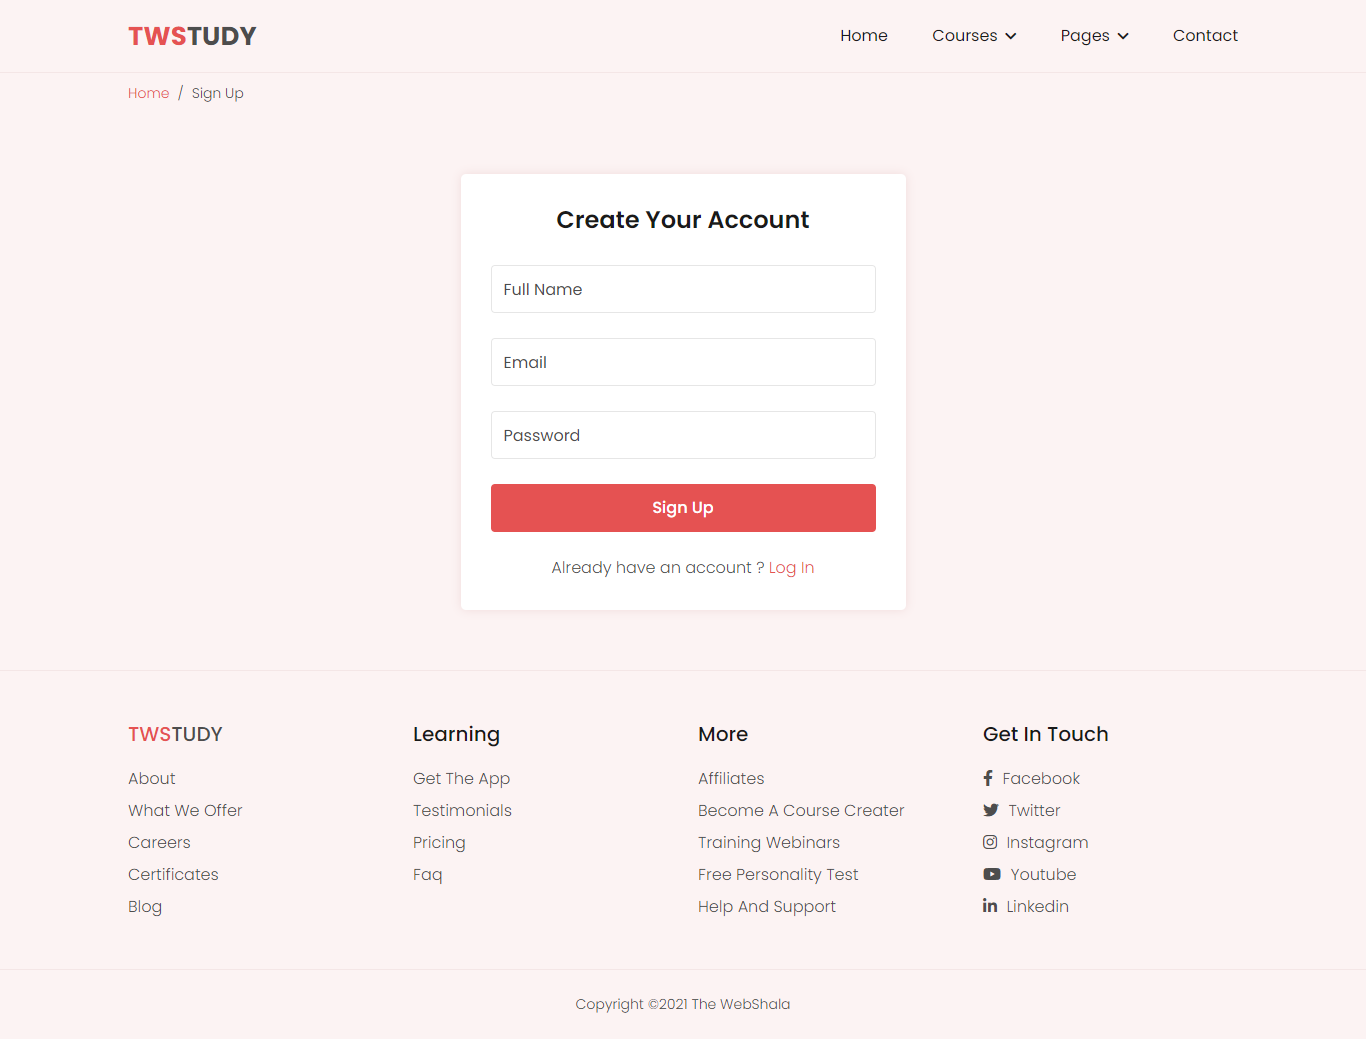 TWSTUDY
Home Courses Pages Contact
Home / Sign Up
Create Your Account
Full Name
Email
Password
Sign Up
Already have an account ? Log In
TWSTUDY
About
What We Offer
Careers
Certificates
Blog
Learning
Get The App
Testimonials
Pricing
Faq
More
Affiliates
Become A Course Creater
Training Webinars
Free Personality Test
Help And Support
Get In Touch
Facebook
Twitter
Instagram
Youtube
Linkedin
Copyright ©2021 The WebShala